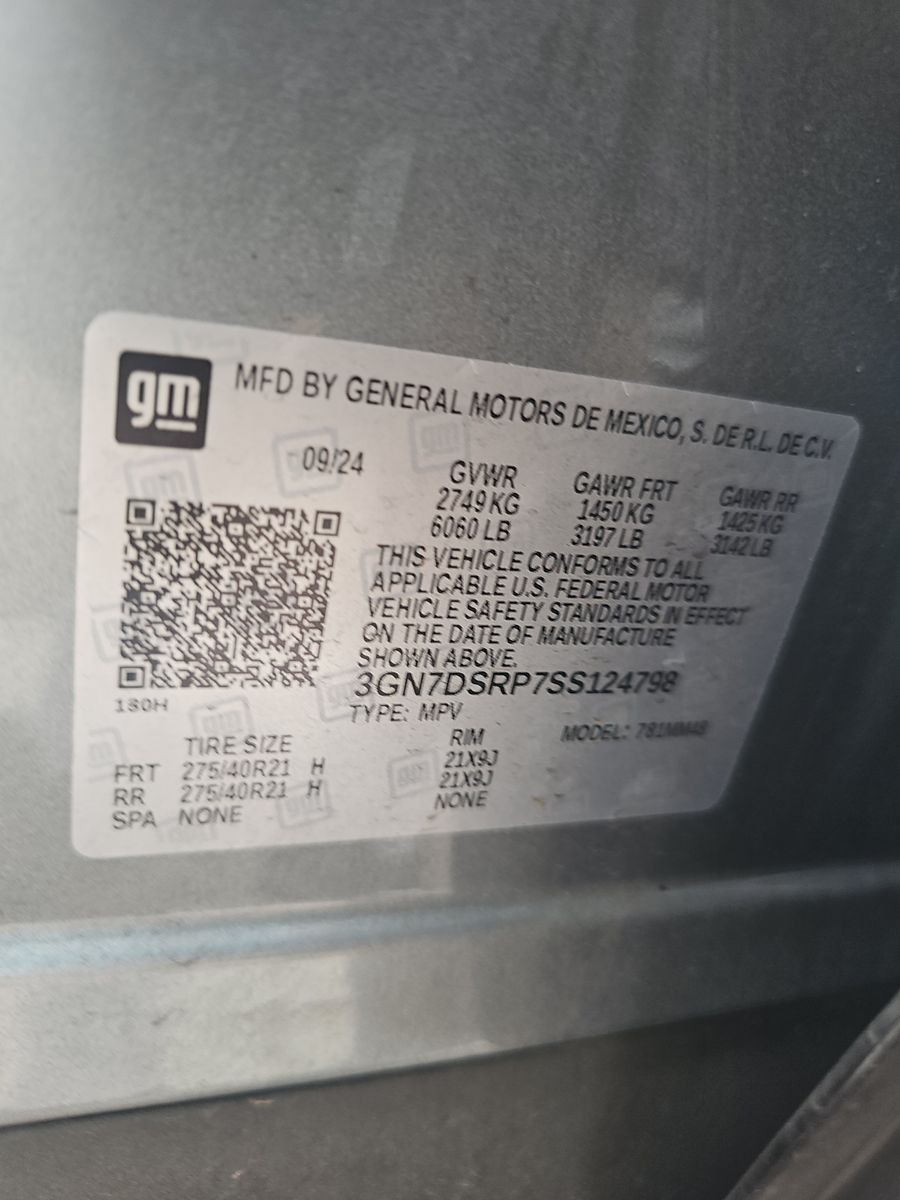 gm
MFD BY GENERAL MOTORS DE MEXICO, S. DE R.L. DE C.V.
09/24 GVWR GAWR FRT GAWR RR
2749 KG 1450 KG 1425 KG
6060 LB 3197 LB 3142 LB
THIS VEHICLE CONFORMS TO ALL
APPLICABLE U.S. FEDERAL MOTOR
VEHICLE SAFETY STANDARDS IN EFFECT
ON THE DATE OF MANUFACTURE
SHOWN ABOVE.
3GN7DSRP7SS124798
180H
TYPE: MPV MODEL: 781MM48
TIRE SIZE RIM
FRT 275/40R21 H 21X9J
RR 275/40R21 H 21X9J
SPA NONE NONE